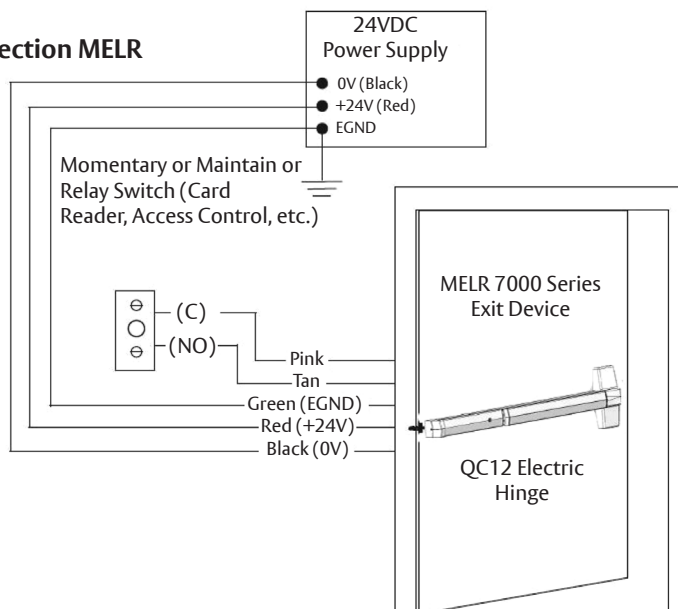 ection MELR
24VDC
Power Supply
0V (Black)
+24V (Red)
EGND
Momentary or Maintain or
Relay Switch (Card
Reader, Access Control, etc.)
(C)
(NO)
Pink
Tan
Green (EGND)
Red (+24V)
Black (0V)
MELR 7000 Series
Exit Device
QC12 Electric
Hinge